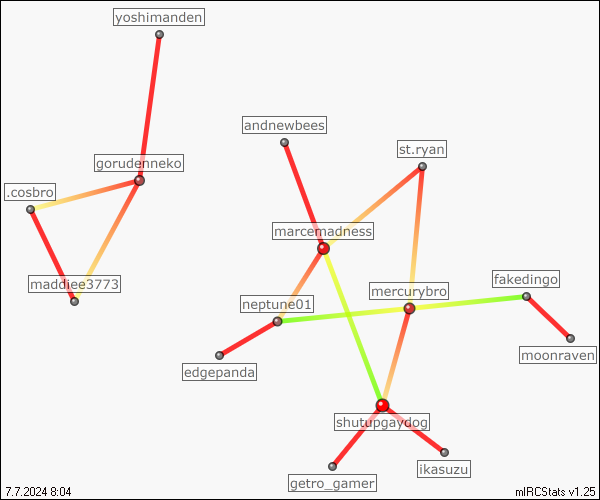 yoshimanden
andnewbees
st.ryan
gorudenneko
.cosbro
marcemadness
maddiee3773
fakedingo
mercurybro
neptune01
moonraven
edgepanda
shutupgaydog
ikasuzu
getro_gamer
7.7.2024 8:04
mIRCStats v1.25